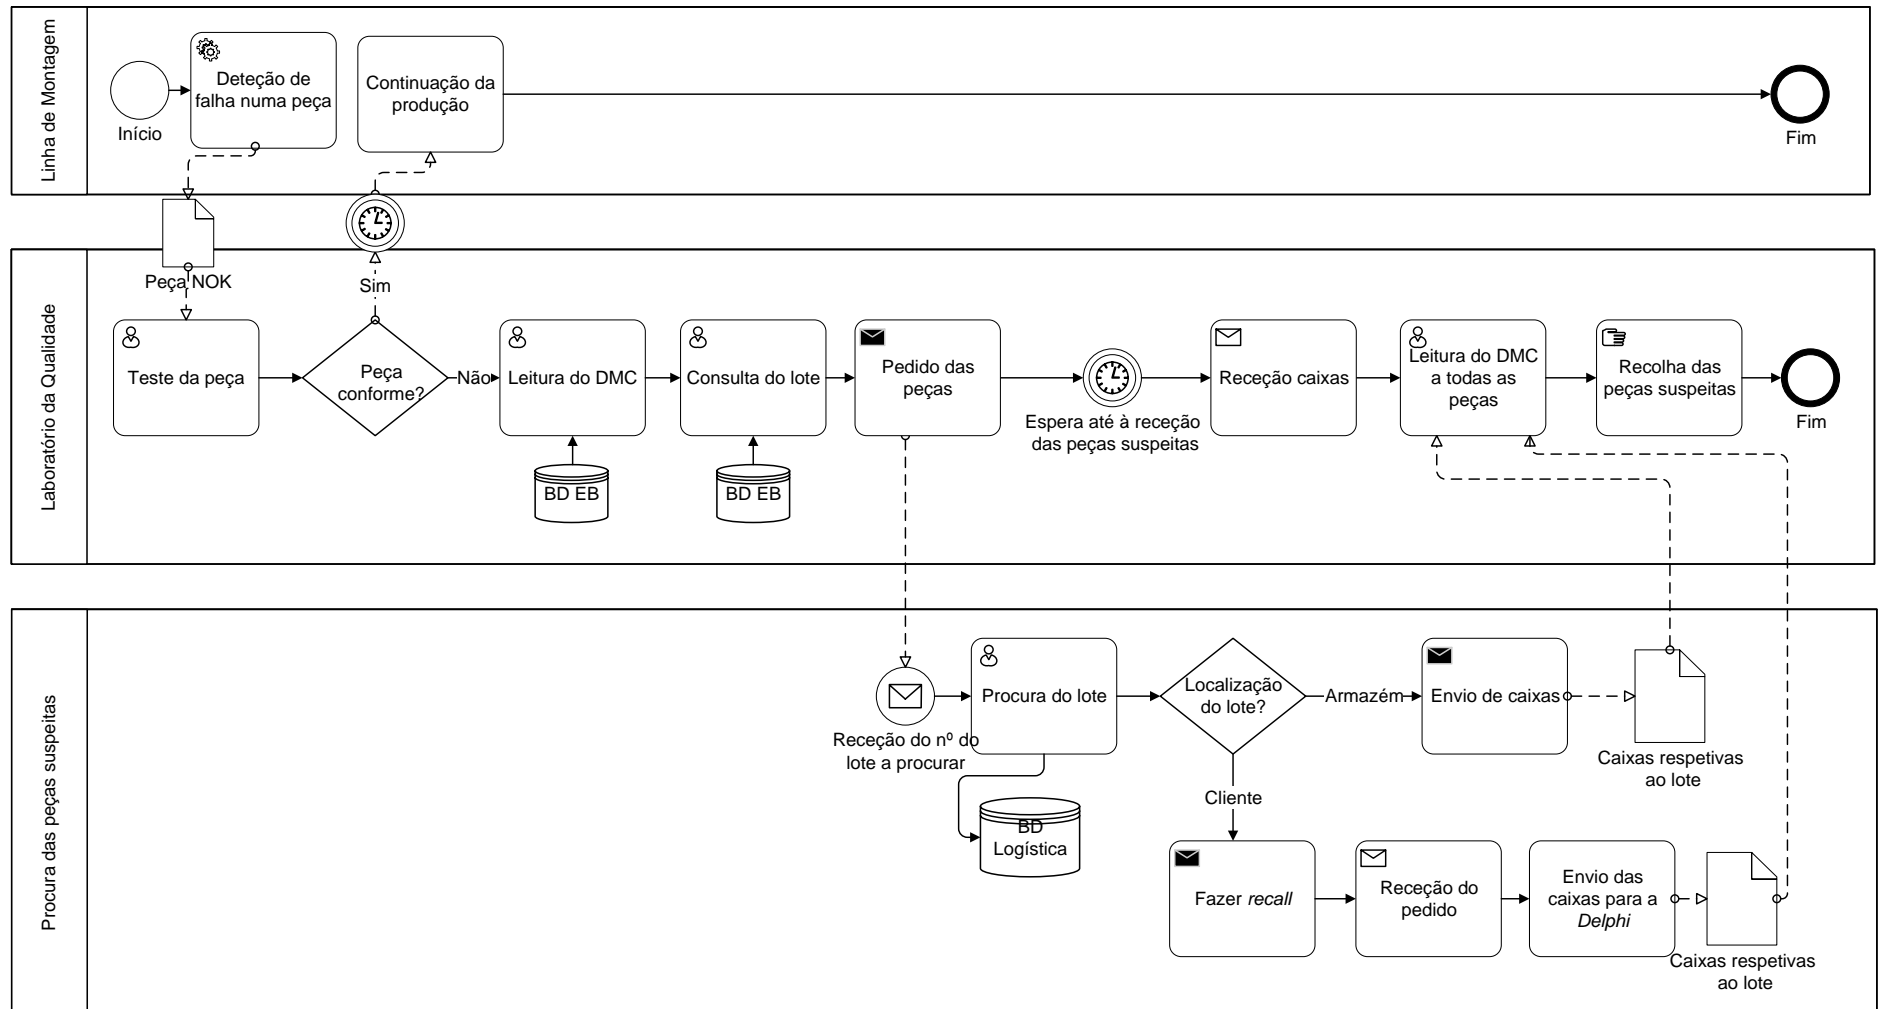 Linha de Montagem
Início
Deteção de
falha numa peça
Continuação da
produção
Fim
Laboratório da Qualidade
Peça NOK
Sim
Teste da peça
Peça
conforme?
Não
Leitura do DMC
BD EB
Consulta do lote
BD EB
Pedido das
peças
Espera até à receção
das peças suspeitas
Receção caixas
Leitura do DMC
a todas as
peças
Recolha das
peças suspeitas
Fim
Procura das peças suspeitas
Receção do nº do
lote a procurar
Procura do lote
BD
Logística
Localização
do lote?
Armazém
Envio de caixas
Caixas respetivas
ao lote
Cliente
Fazer recall
Receção do
pedido
Envio das
caixas para a
Delphi
Caixas respetivas
ao lote